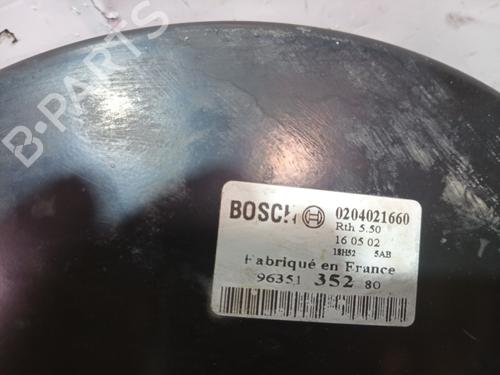 B-PARTS
BOSCH 0204021660
Rth 5.50
16 05 02
18H52 5AB
Fabriqué en France
96351 352 80